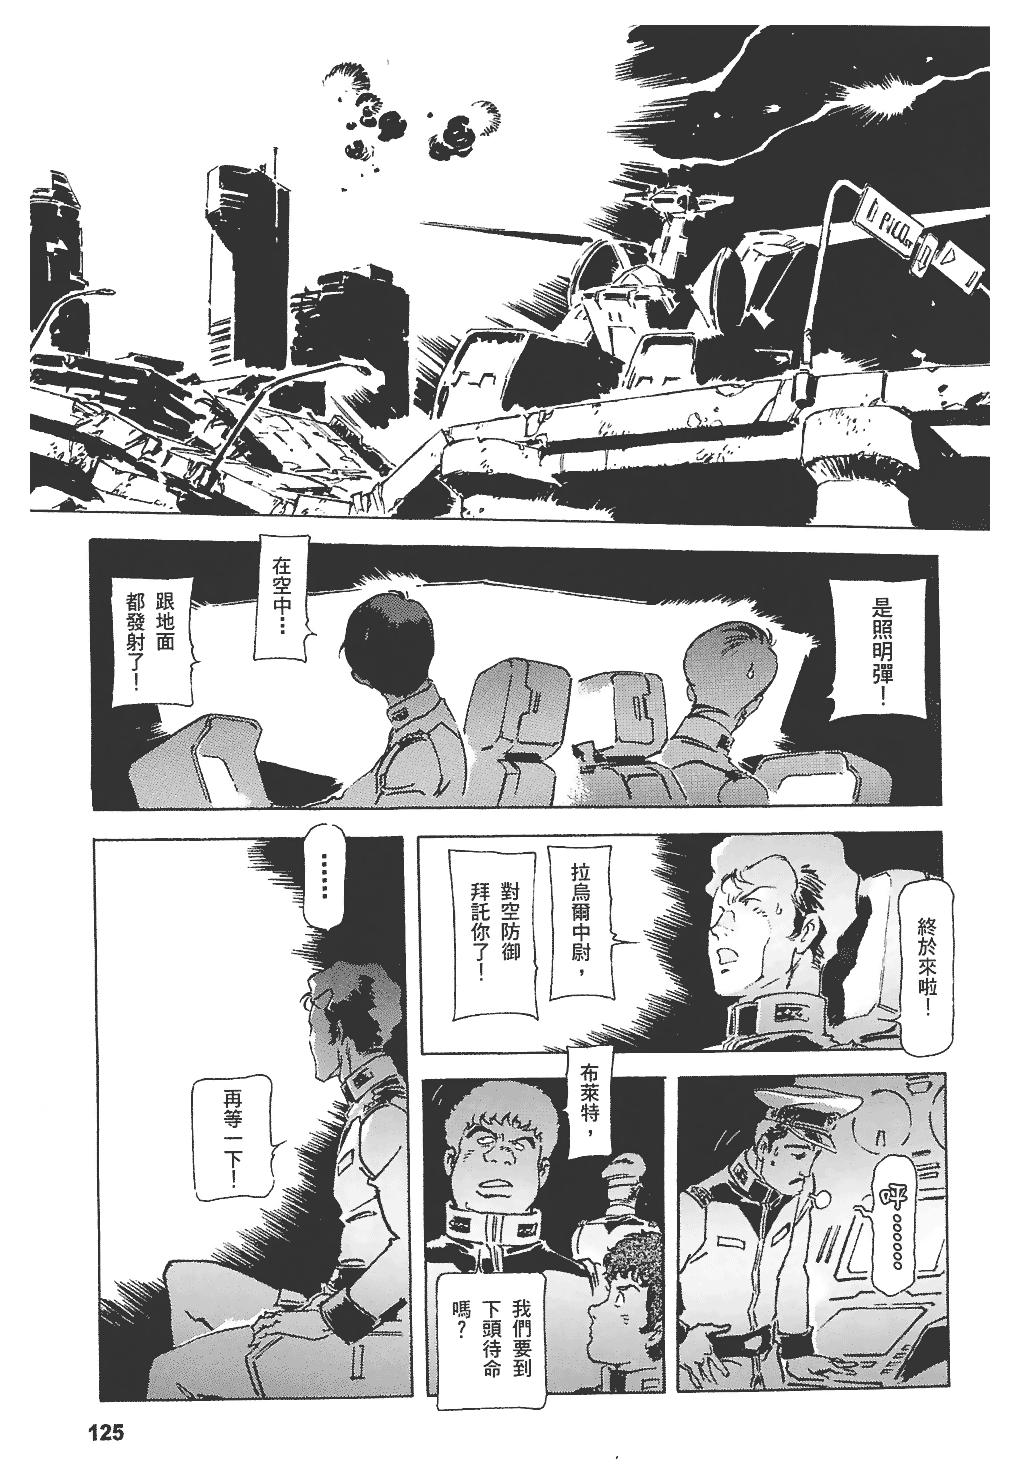 PiCAr
是照明彈！
在空中…
跟地面
都發射了！
終於來啦！
拉烏爾中尉，
對空防御
拜託你了！
……
再等一下！
呼。。。。。。
布萊特，
我們要到
下頭待命
嗎？
125